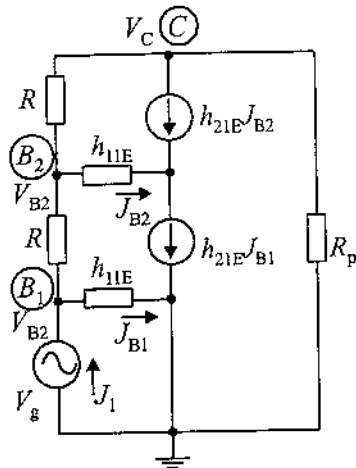 V_C C
R
h_21E J_B2
h_11E
B_2
V_B2
J_B2
R
h_21E J_B1
R_p
h_11E
B_1
V_B2
J_B1
V_g
J_1